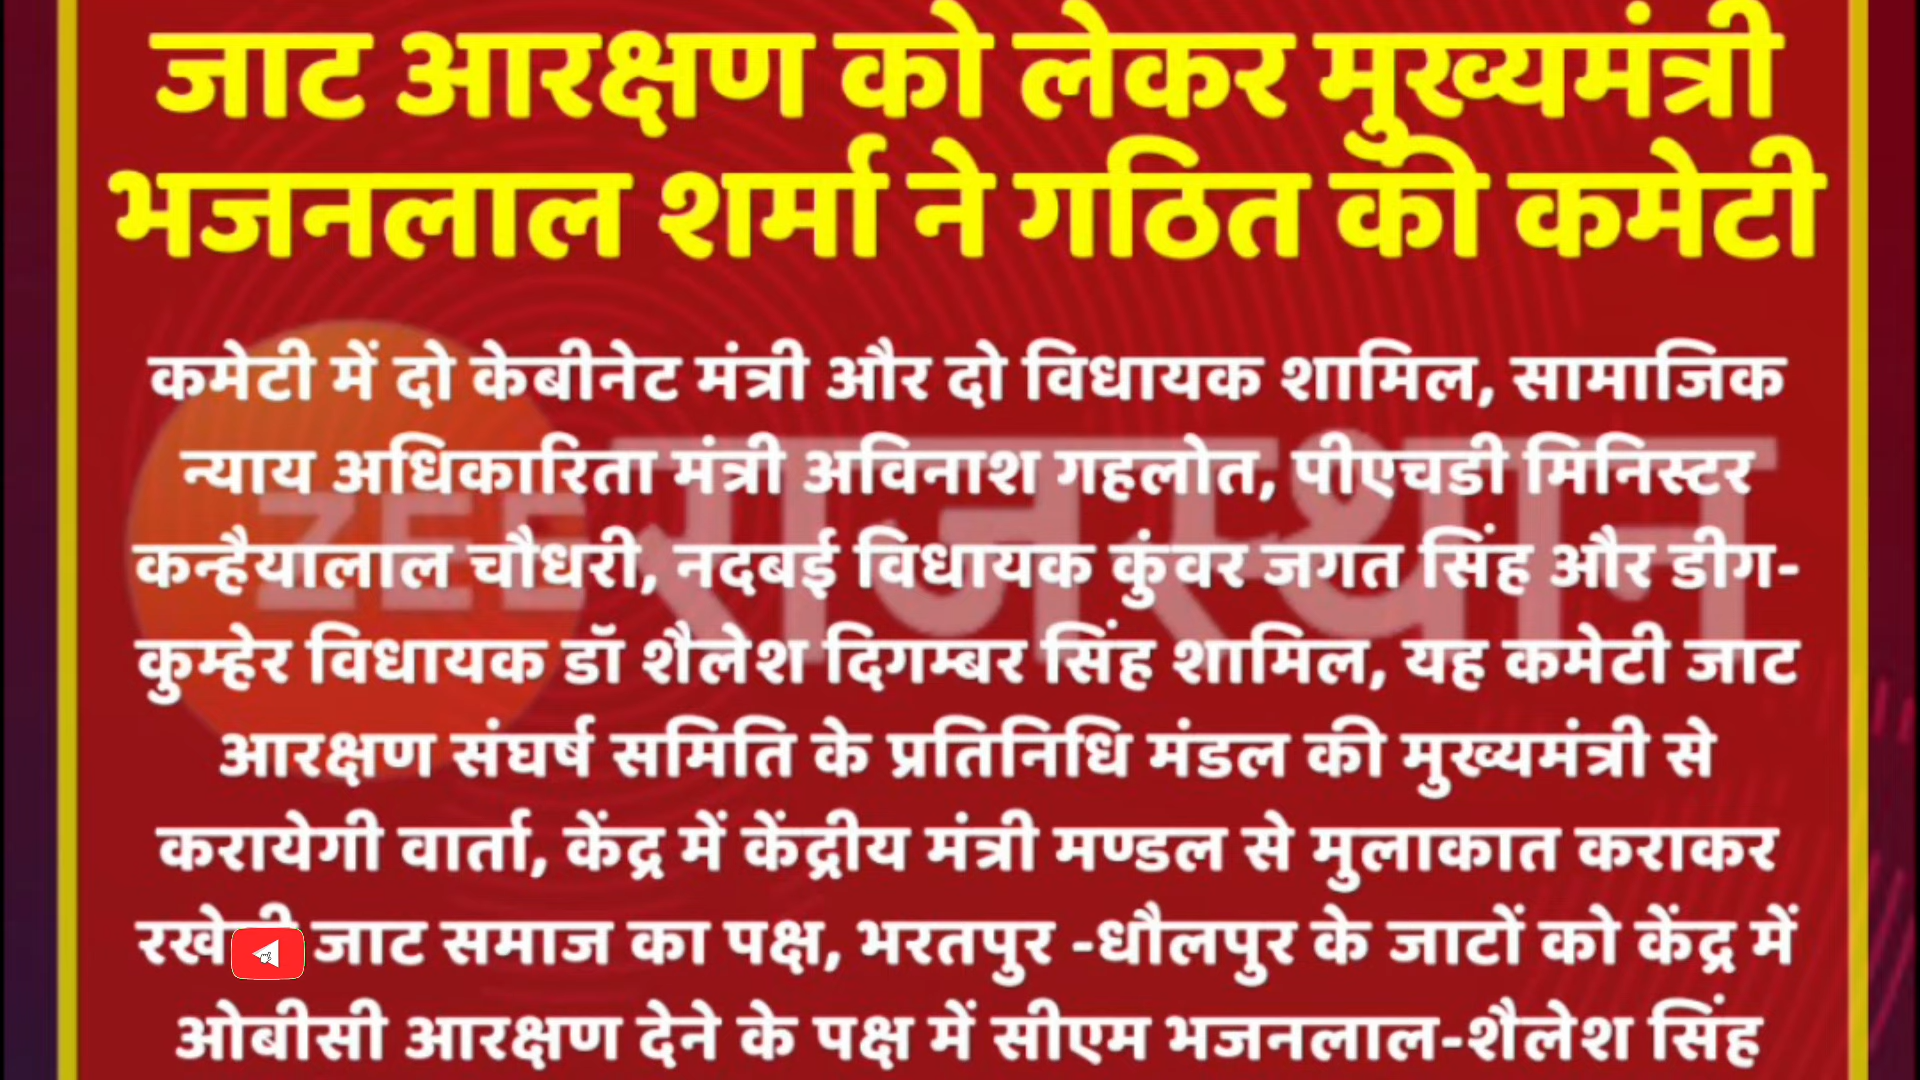 जाट आरक्षण को लेकर मुख्यमंत्री
भजनलाल शर्मा ने गठित की कमेटी
कमेटी में दो केबीनेट मंत्री और दो विधायक शामिल, सामाजिक
न्याय अधिकारिता मंत्री अविनाश गहलोत, पीएचडी मिनिस्टर
कन्हैयालाल चौधरी, नदबई विधायक कुंवर जगत सिंह और डीग-
कुम्हेर विधायक डॉ शैलेश दिगम्बर सिंह शामिल, यह कमेटी जाट
आरक्षण संघर्ष समिति के प्रतिनिधि मंडल की मुख्यमंत्री से
करायेगी वार्ता, केंद्र में केंद्रीय मंत्री मण्डल से मुलाकात कराकर
जाट समाज का पक्ष, भरतपुर -धौलपुर के जाटों को केंद्र में
ओबीसी आरक्षण देने के पक्ष में सीएम भजनलाल-शैलेश सिंह
ZEE राजस्थान